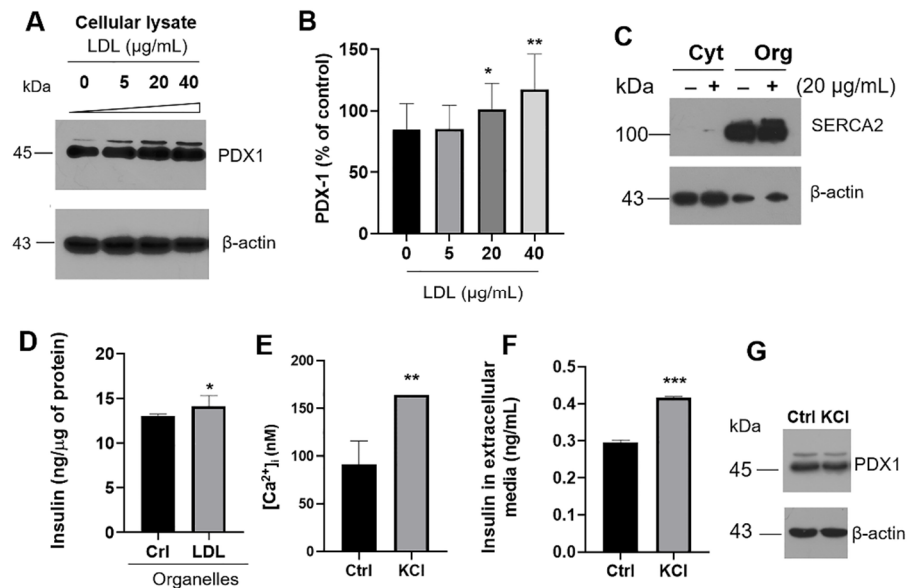 A
Cellular lysate
LDL (µg/mL)
kDa
0 5 20 40
45
PDX1
43
β-actin
B
PDX-1 (% of control)
150
100
50
0
*
**
0 5 20 40
LDL (µg/mL)
C
Cyt Org
kDa
– + – + (20 µg/mL)
100
SERCA2
43
β-actin
D
Insulin (ng/µg of protein)
20
15
10
5
0
*
Crl LDL
Organelles
E
[Ca²⁺]i (nM)
200
150
100
50
0
**
Ctrl KCl
F
Insulin in extracellular
media (ng/mL)
0.5
0.4
0.3
0.2
0.1
0.0
***
Ctrl KCl
G
Ctrl KCl
kDa
45
PDX1
43
β-actin